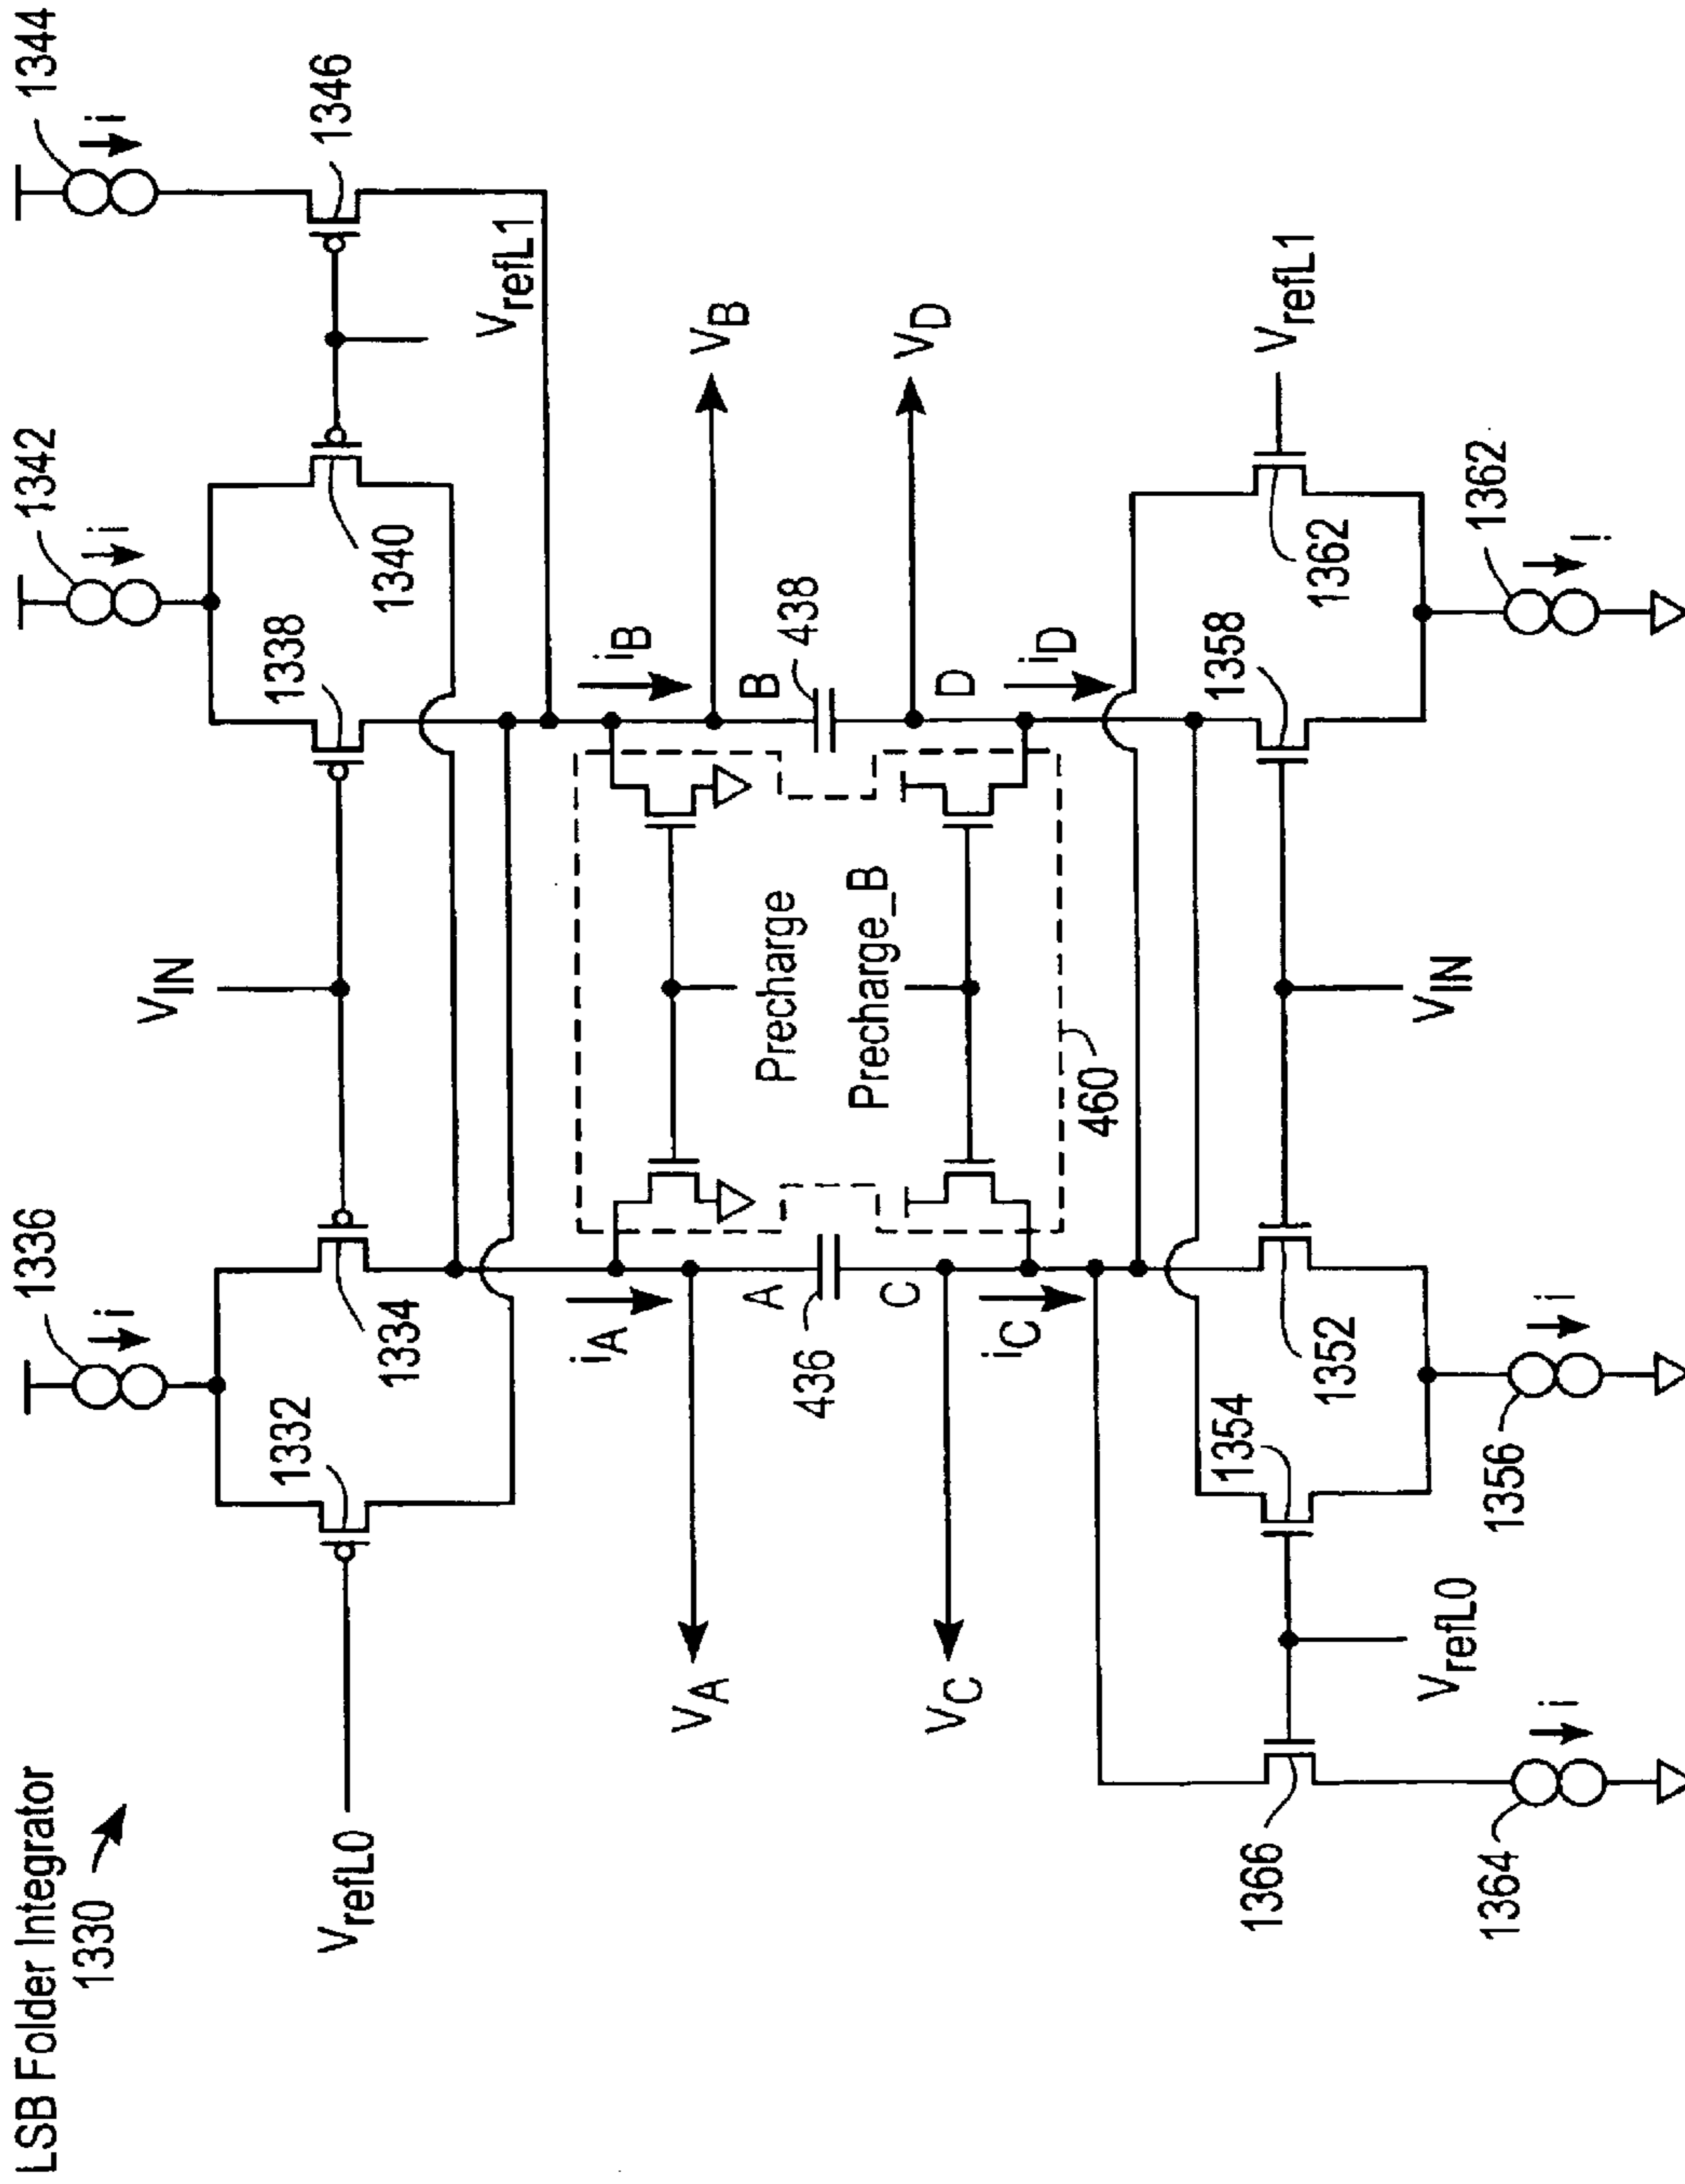 LSB Folder Integrator
1330
1336
i
1342
i
1344
i
VrefL0
1332
1334
VIN
1338
1340
1346
VrefL1
iA
iB
VA
A
B
VB
436
438
Precharge
Precharge_B
VC
C
D
VD
iC
iD
460
1366
1354
1352
1358
1362
VrefL1
VrefL0
VIN
1364
i
1356
i
1362
i